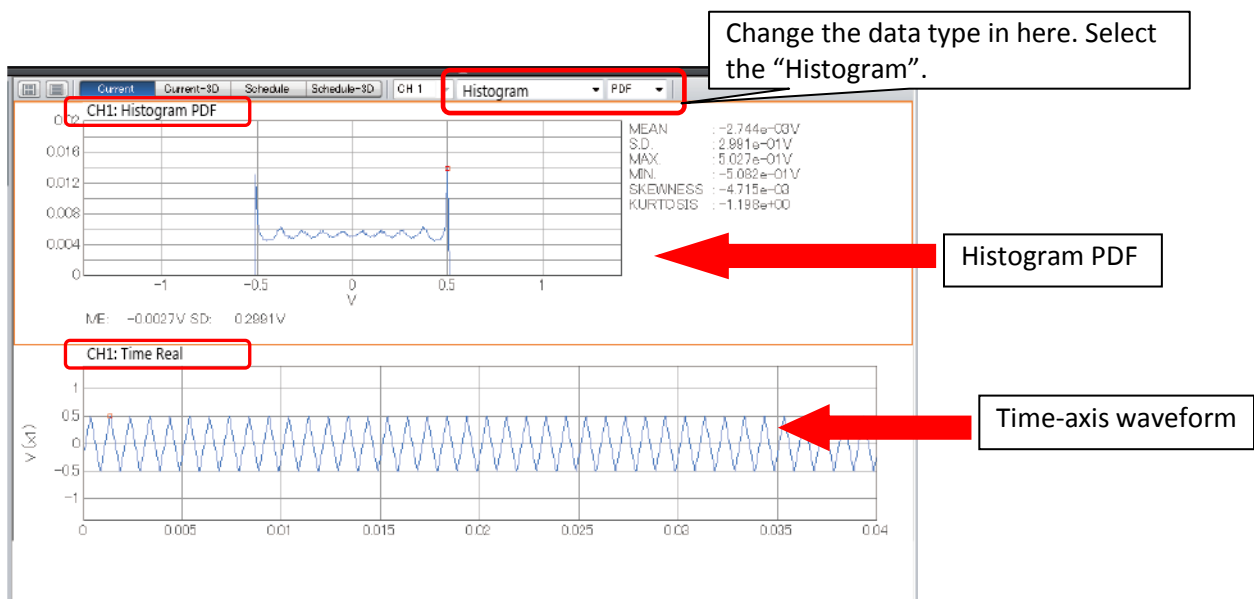 Change the data type in here. Select
the “Histogram”.
Current Current-3D Schedule Schedule-3D CH 1 Histogram PDF
CH1: Histogram PDF
0.02
0.016
0.012
0.008
0.004
0
-1 -0.5 0 0.5 1
V
MEAN : -2.744e-03V
S.D. : 2.991e-01V
MAX. : 5.027e-01V
MIN. : -5.082e-01V
SKEWNESS : -4.715e-03
KURTOSIS : -1.198e+00
ME: -0.0027V SD: 0.2991V
Histogram PDF
CH1: Time Real
V (x1)
1
0.5
0
-0.5
-1
0 0.005 0.01 0.015 0.02 0.025 0.03 0.035 0.04
Time-axis waveform